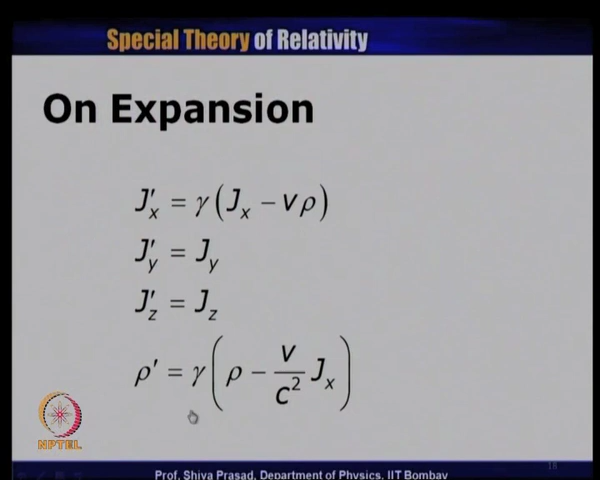 Special Theory of Relativity
On Expansion
J′x = γ(Jx − vρ)
J′y = Jy
J′z = Jz
ρ′ = γ(ρ − v/c² Jx)
NPTEL
18
Prof. Shiva Prasad, Department of Physics, IIT Bombay